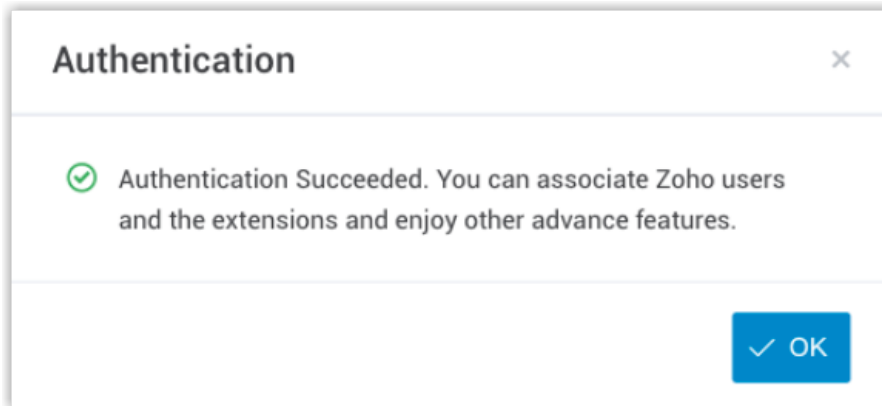 Authentication
Authentication Succeeded. You can associate Zoho users
and the extensions and enjoy other advance features.
OK